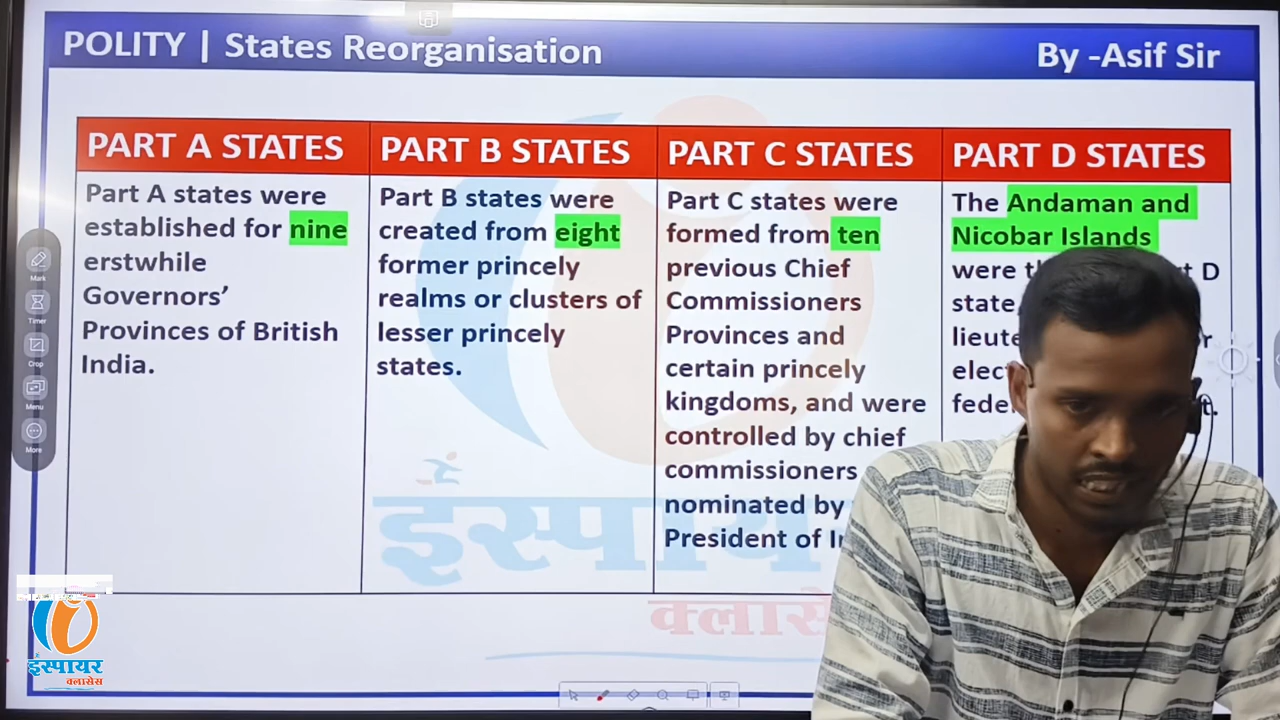 POLITY | States Reorganisation
By -Asif Sir
PART A STATES
Part A states were
established for nine
erstwhile
Governors’
Provinces of British
India.
PART B STATES
Part B states were
created from eight
former princely
realms or clusters of
lesser princely
states.
PART C STATES
Part C states were
formed from ten
previous Chief
Commissioners
Provinces and
certain princely
kingdoms, and were
controlled by chief
commissioners
nominated by
President of
PART D STATES
The Andaman and
Nicobar Islands
were D
state,
Mark
Timer
Crop
Menu
More
इंस्पायर
क्लासेस